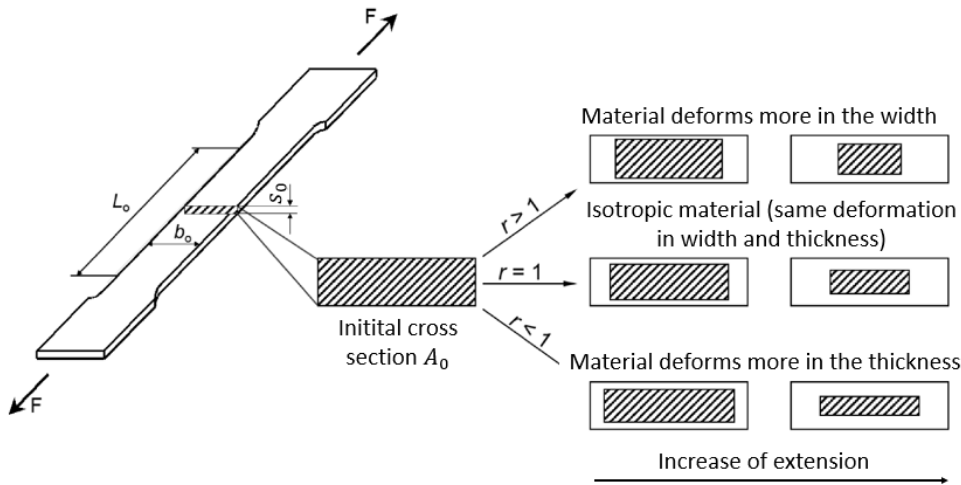 F
Material deforms more in the width
L₀
S₀
b₀
r > 1
Isotropic material (same deformation
in width and thickness)
r = 1
Initital cross
section A₀
r < 1
Material deforms more in the thickness
F
Increase of extension